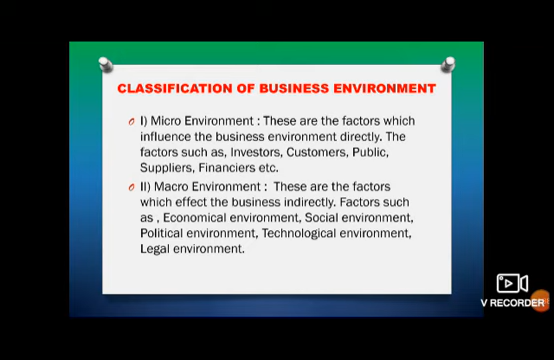 CLASSIFICATION OF BUSINESS ENVIRONMENT
I) Micro Environment : These are the factors which
influence the business environment directly. The
factors such as, Investors, Customers, Public,
Suppliers, Financiers etc.
II) Macro Environment : These are the factors
which effect the business indirectly. Factors such
as , Economical environment, Social environment,
Political environment, Technological environment,
Legal environment.
V RECORDER